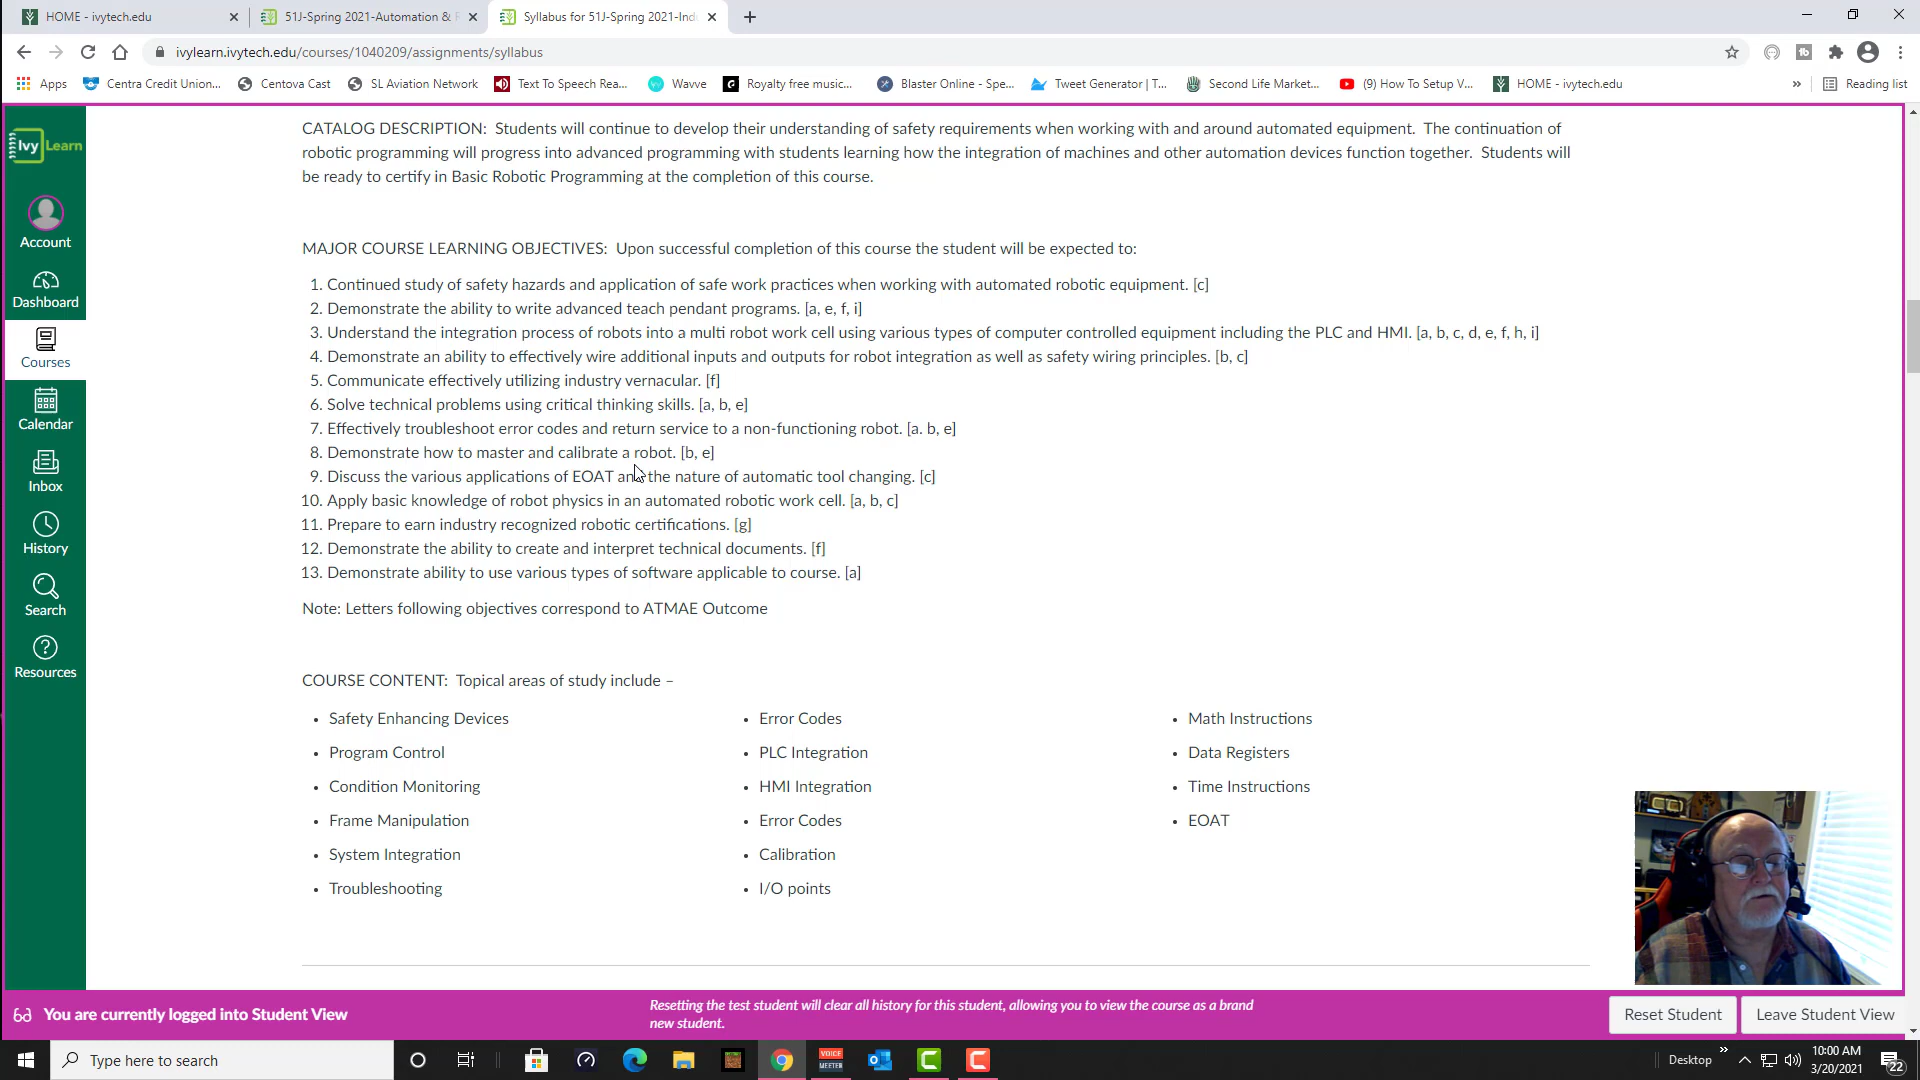 HOME - ivytech.edu
51J-Spring 2021-Automation & R
Syllabus for 51J-Spring 2021-Ind
ivylearn.ivytech.edu/courses/1040209/assignments/syllabus
Apps
Centra Credit Union...
Centova Cast
SL Aviation Network
Text To Speech Rea...
Wavve
Royalty free music...
Blaster Online - Spe...
Tweet Generator | T...
Second Life Market...
(9) How To Setup V...
HOME - ivytech.edu
»
Reading list
Ivy Learn
Account
Dashboard
Courses
Calendar
Inbox
History
Search
Resources
CATALOG DESCRIPTION: Students will continue to develop their understanding of safety requirements when working with and around automated equipment. The continuation of
robotic programming will progress into advanced programming with students learning how the integration of machines and other automation devices function together. Students will
be ready to certify in Basic Robotic Programming at the completion of this course.
MAJOR COURSE LEARNING OBJECTIVES: Upon successful completion of this course the student will be expected to:
1. Continued study of safety hazards and application of safe work practices when working with automated robotic equipment. [c]
2. Demonstrate the ability to write advanced teach pendant programs. [a, e, f, i]
3. Understand the integration process of robots into a multi robot work cell using various types of computer controlled equipment including the PLC and HMI. [a, b, c, d, e, f, h, i]
4. Demonstrate an ability to effectively wire additional inputs and outputs for robot integration as well as safety wiring principles. [b, c]
5. Communicate effectively utilizing industry vernacular. [f]
6. Solve technical problems using critical thinking skills. [a, b, e]
7. Effectively troubleshoot error codes and return service to a non-functioning robot. [a. b, e]
8. Demonstrate how to master and calibrate a robot. [b, e]
9. Discuss the various applications of EOAT and the nature of automatic tool changing. [c]
10. Apply basic knowledge of robot physics in an automated robotic work cell. [a, b, c]
11. Prepare to earn industry recognized robotic certifications. [g]
12. Demonstrate the ability to create and interpret technical documents. [f]
13. Demonstrate ability to use various types of software applicable to course. [a]
Note: Letters following objectives correspond to ATMAE Outcome
COURSE CONTENT: Topical areas of study include –
• Safety Enhancing Devices
• Program Control
• Condition Monitoring
• Frame Manipulation
• System Integration
• Troubleshooting
• Error Codes
• PLC Integration
• HMI Integration
• Error Codes
• Calibration
• I/O points
• Math Instructions
• Data Registers
• Time Instructions
• EOAT
You are currently logged into Student View
Resetting the test student will clear all history for this student, allowing you to view the course as a brand
new student.
Reset Student
Leave Student View
Type here to search
VOICE
MEETER
Desktop
»
10:00 AM
3/20/2021
22